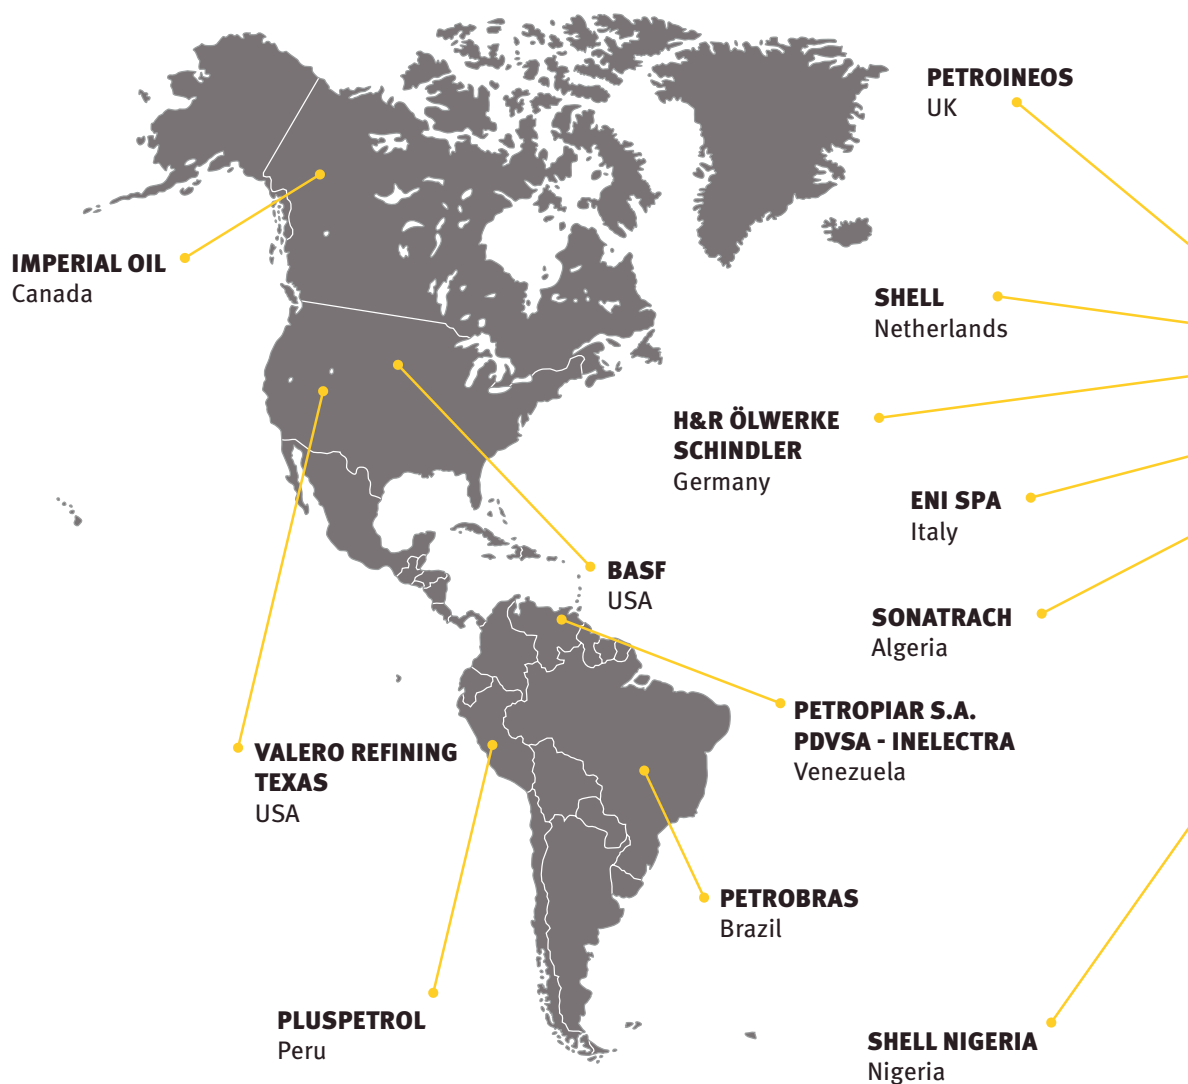 PETROINEOS
UK
IMPERIAL OIL
Canada
SHELL
Netherlands
H&R ÖLWERKE
SCHINDLER
Germany
ENI SPA
Italy
BASF
USA
SONATRACH
Algeria
PETROPIAR S.A.
PDVSA - INELECTRA
Venezuela
VALERO REFINING
TEXAS
USA
PETROBRAS
Brazil
PLUSPETROL
Peru
SHELL NIGERIA
Nigeria